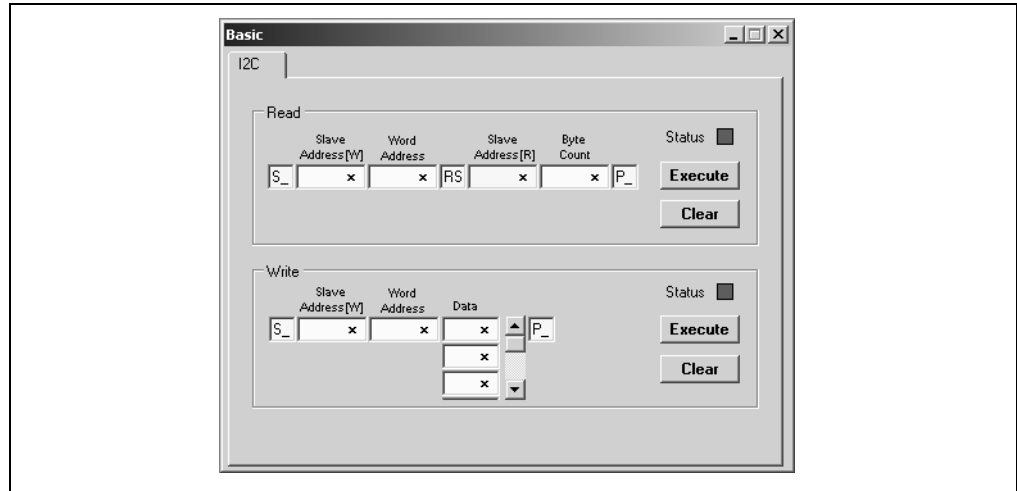 Basic
I2C
Read
Slave Word Slave Byte Status
Address[W] Address Address[R] Count
S_ x x RS x x P_ Execute
Clear
Write
Slave Word Status
Address[W] Address Data
S_ x x x P_ Execute
x
x Clear